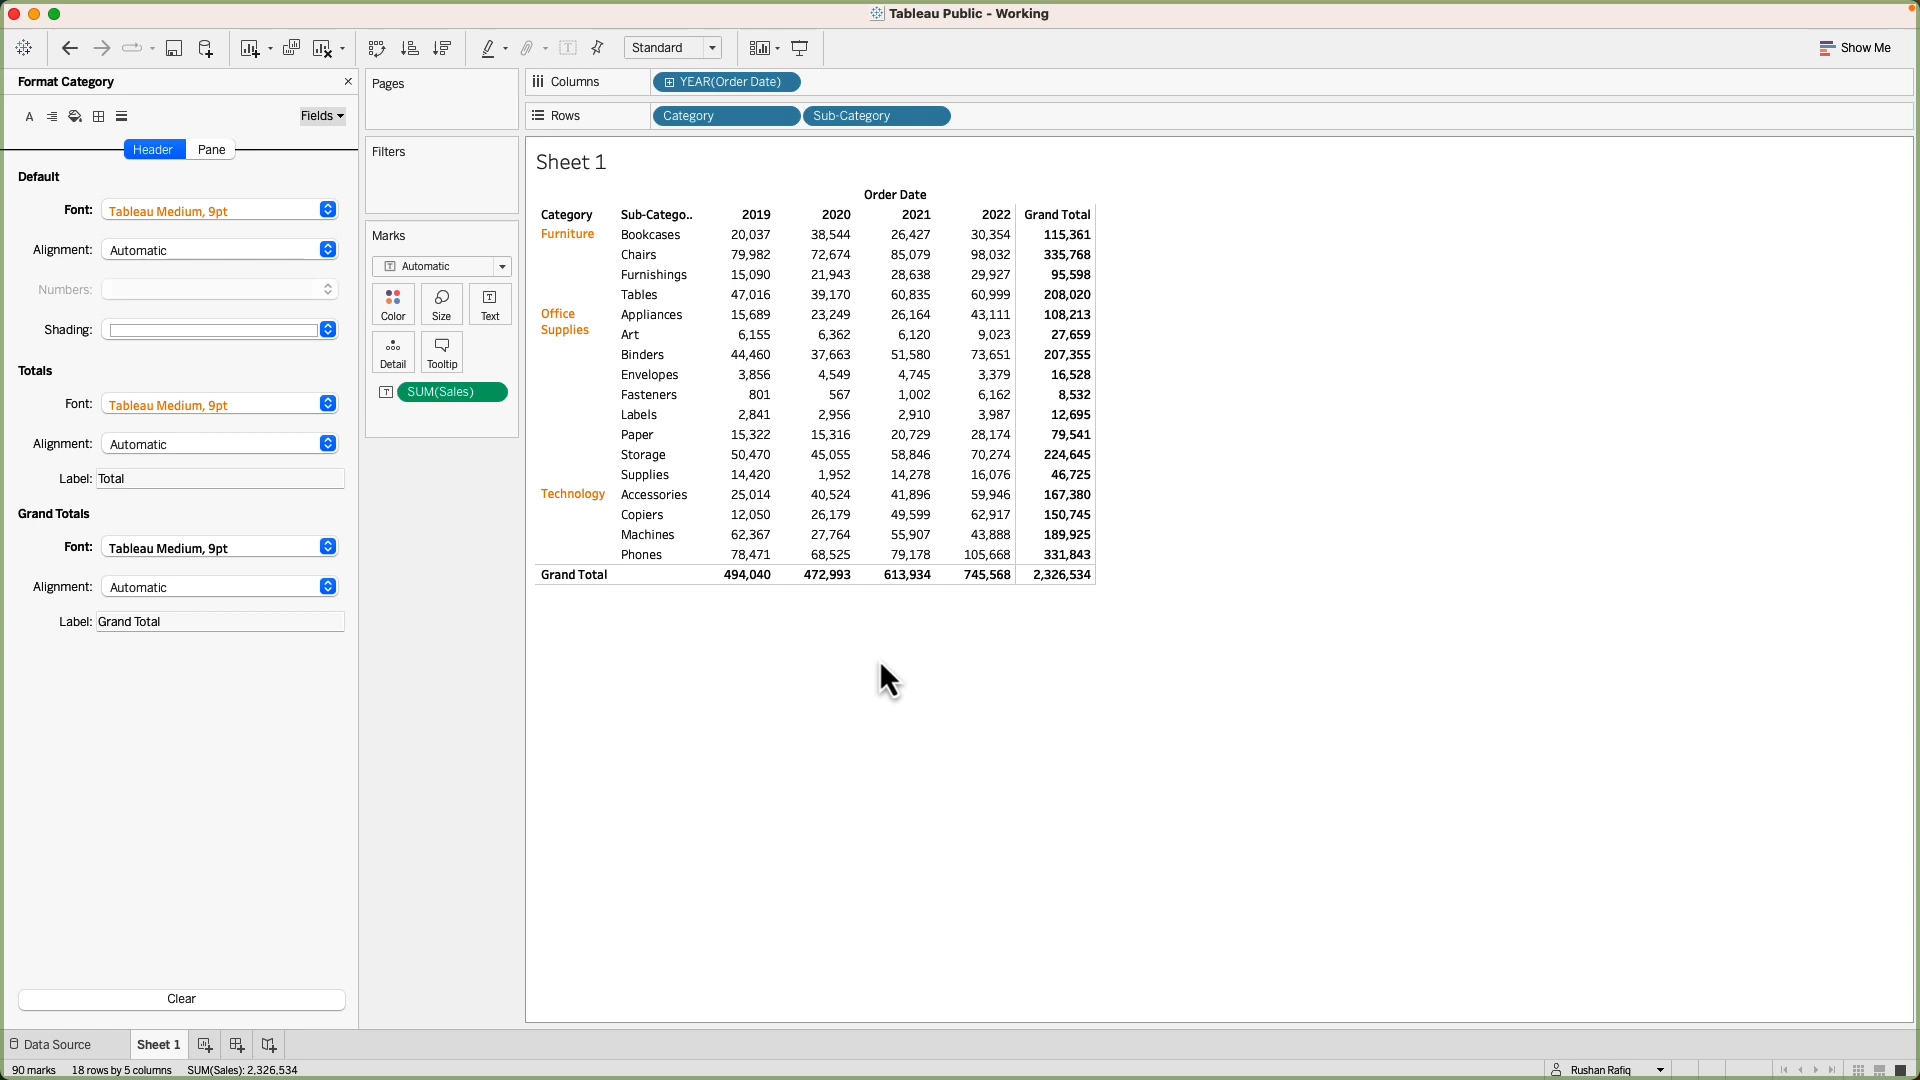 Tableau Public - Working
Standard
Show Me
Format Category
Fields
Header Pane
Default
Font: Tableau Medium, 9pt
Alignment: Automatic
Numbers:
Shading:
Totals
Font: Tableau Medium, 9pt
Alignment: Automatic
Label: Total
Grand Totals
Font: Tableau Medium, 9pt
Alignment: Automatic
Label: Grand Total
Clear
Pages
Filters
Marks
Automatic
Color Size Text
Detail Tooltip
SUM(Sales)
Columns YEAR(Order Date)
Rows Category Sub-Category
Sheet 1
Order Date
Category Sub-Catego.. 2019 2020 2021 2022 Grand Total
Furniture Bookcases 20,037 38,544 26,427 30,354 115,361
Chairs 79,982 72,674 85,079 98,032 335,768
Furnishings 15,090 21,943 28,638 29,927 95,598
Tables 47,016 39,170 60,835 60,999 208,020
Office Supplies Appliances 15,689 23,249 26,164 43,111 108,213
Art 6,155 6,362 6,120 9,023 27,659
Binders 44,460 37,663 51,580 73,651 207,355
Envelopes 3,856 4,549 4,745 3,379 16,528
Fasteners 801 567 1,002 6,162 8,532
Labels 2,841 2,956 2,910 3,987 12,695
Paper 15,322 15,316 20,729 28,174 79,541
Storage 50,470 45,055 58,846 70,274 224,645
Supplies 14,420 1,952 14,278 16,076 46,725
Technology Accessories 25,014 40,524 41,896 59,946 167,380
Copiers 12,050 26,179 49,599 62,917 150,745
Machines 62,367 27,764 55,907 43,888 189,925
Phones 78,471 68,525 79,178 105,668 331,843
Grand Total 494,040 472,993 613,934 745,568 2,326,534
Data Source Sheet 1
90 marks 18 rows by 5 columns SUM(Sales): 2,326,534
Rushan Rafiq